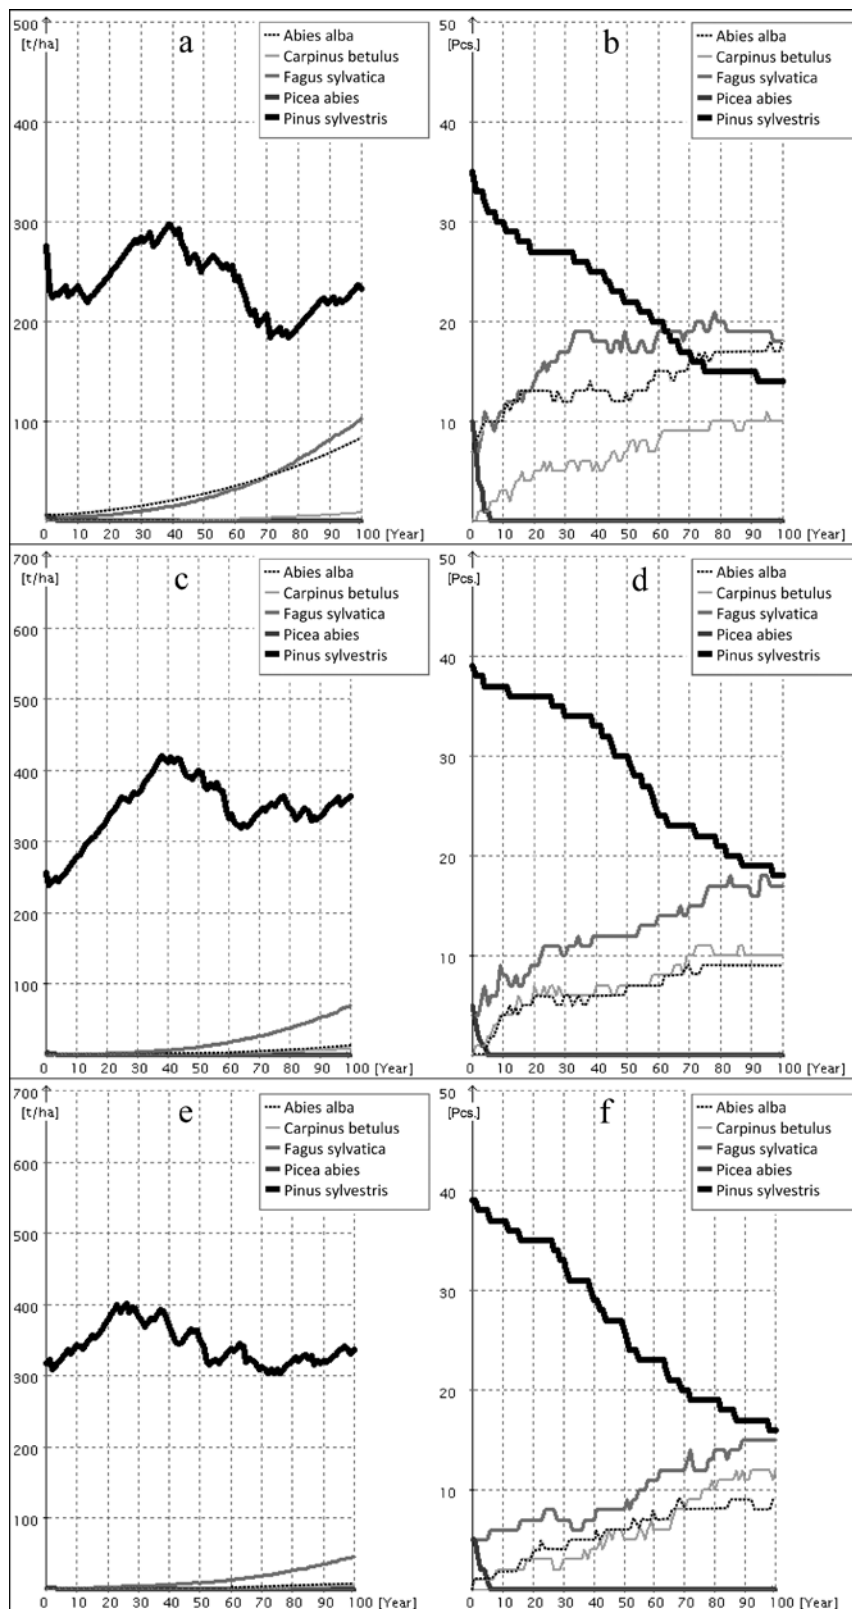 500
[t/ha]
a
Abies alba
Carpinus betulus
Fagus sylvatica
Picea abies
Pinus sylvestris
400
300
200
100
0 10 20 30 40 50 60 70 80 90 100 [Year]
50
[Pcs.]
b
Abies alba
Carpinus betulus
Fagus sylvatica
Picea abies
Pinus sylvestris
40
30
20
10
0 10 20 30 40 50 60 70 80 90 100 [Year]
700
[t/ha]
c
Abies alba
Carpinus betulus
Fagus sylvatica
Picea abies
Pinus sylvestris
600
500
400
300
200
100
0 10 20 30 40 50 60 70 80 90 100 [Year]
50
[Pcs.]
d
Abies alba
Carpinus betulus
Fagus sylvatica
Picea abies
Pinus sylvestris
40
30
20
10
0 10 20 30 40 50 60 70 80 90 100 [Year]
700
[t/ha]
e
Abies alba
Carpinus betulus
Fagus sylvatica
Picea abies
Pinus sylvestris
600
500
400
300
200
100
0 10 20 30 40 50 60 70 80 90 100 [Year]
50
[Pcs.]
f
Abies alba
Carpinus betulus
Fagus sylvatica
Picea abies
Pinus sylvestris
40
30
20
10
0 10 20 30 40 50 60 70 80 90 100 [Year]